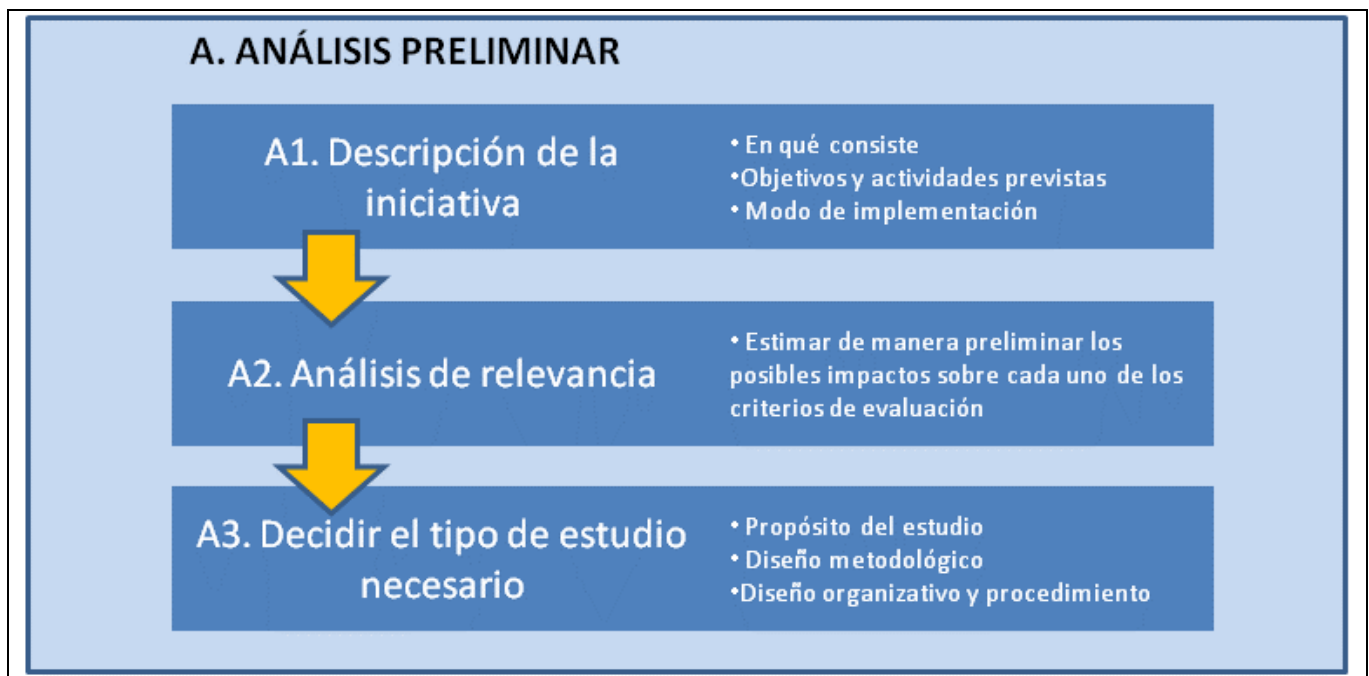 A. ANÁLISIS PRELIMINAR
A1. Descripción de la
iniciativa
• En qué consiste
•Objetivos y actividades previstas
• Modo de implementación
A2. Análisis de relevancia
• Estimar de manera preliminar los
posibles impactos sobre cada uno de los
criterios de evaluación
A3. Decidir el tipo de estudio
necesario
• Propósito del estudio
• Diseño metodológico
•Diseño organizativo y procedimiento